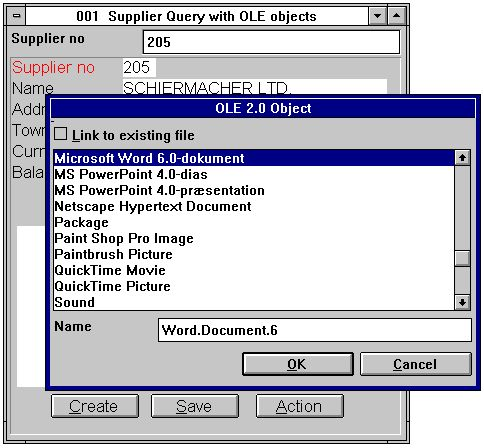 001 Supplier Query with OLE objects
Supplier no 205
Supplier no 205
Name SCHIERMACHER LTD.
Addr
Town
Curr
Bala
OLE 2.0 Object
Link to existing file
Microsoft Word 6.0-dokument
MS PowerPoint 4.0-dias
MS PowerPoint 4.0-præsentation
Netscape Hypertext Document
Package
Paint Shop Pro Image
Paintbrush Picture
QuickTime Movie
QuickTime Picture
Sound
Name Word.Document.6
OK Cancel
Create Save Action